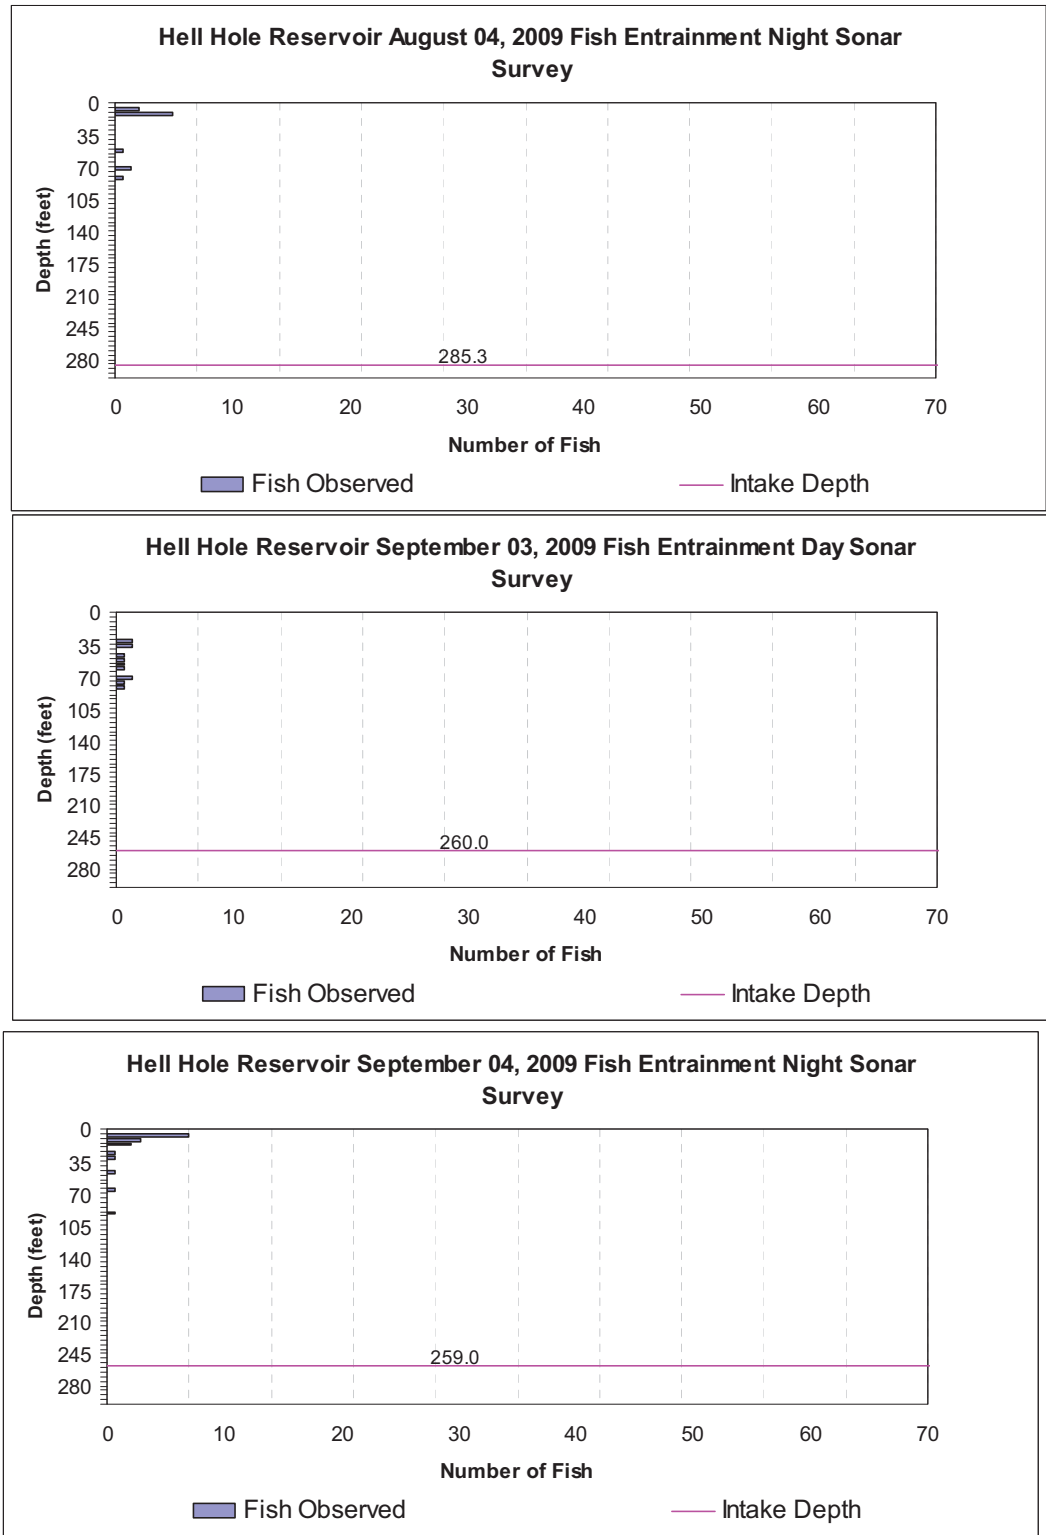 Hell Hole Reservoir August 04, 2009 Fish Entrainment Night Sonar
Survey
0
35
70
105
140
175
210
245
280
Depth (feet)
285.3
0 10 20 30 40 50 60 70
Number of Fish
Fish Observed Intake Depth
Hell Hole Reservoir September 03, 2009 Fish Entrainment Day Sonar
Survey
0
35
70
105
140
175
210
245
280
Depth (feet)
260.0
0 10 20 30 40 50 60 70
Number of Fish
Fish Observed Intake Depth
Hell Hole Reservoir September 04, 2009 Fish Entrainment Night Sonar
Survey
0
35
70
105
140
175
210
245
280
Depth (feet)
259.0
0 10 20 30 40 50 60 70
Number of Fish
Fish Observed Intake Depth